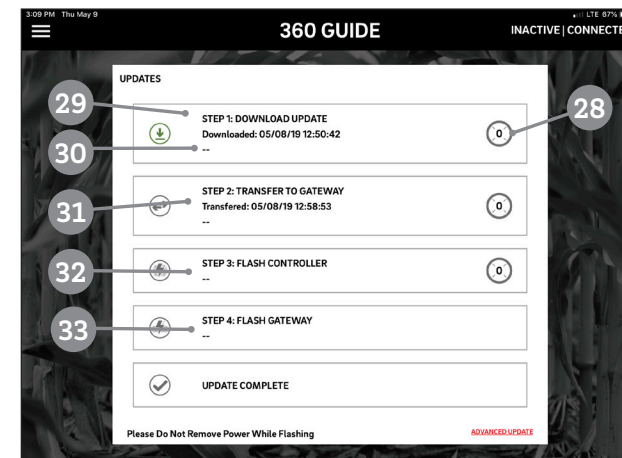 3:09 PM Thu May 9
LTE 67%
360 GUIDE
INACTIVE | CONNECTE
UPDATES
29
STEP 1: DOWNLOAD UPDATE
28
Downloaded: 05/08/19 12:50:42
0
30
--
STEP 2: TRANSFER TO GATEWAY
31
Transfered: 05/08/19 12:58:53
0
--
STEP 3: FLASH CONTROLLER
32
--
0
STEP 4: FLASH GATEWAY
33
--
UPDATE COMPLETE
Please Do Not Remove Power While Flashing
ADVANCED UPDATE